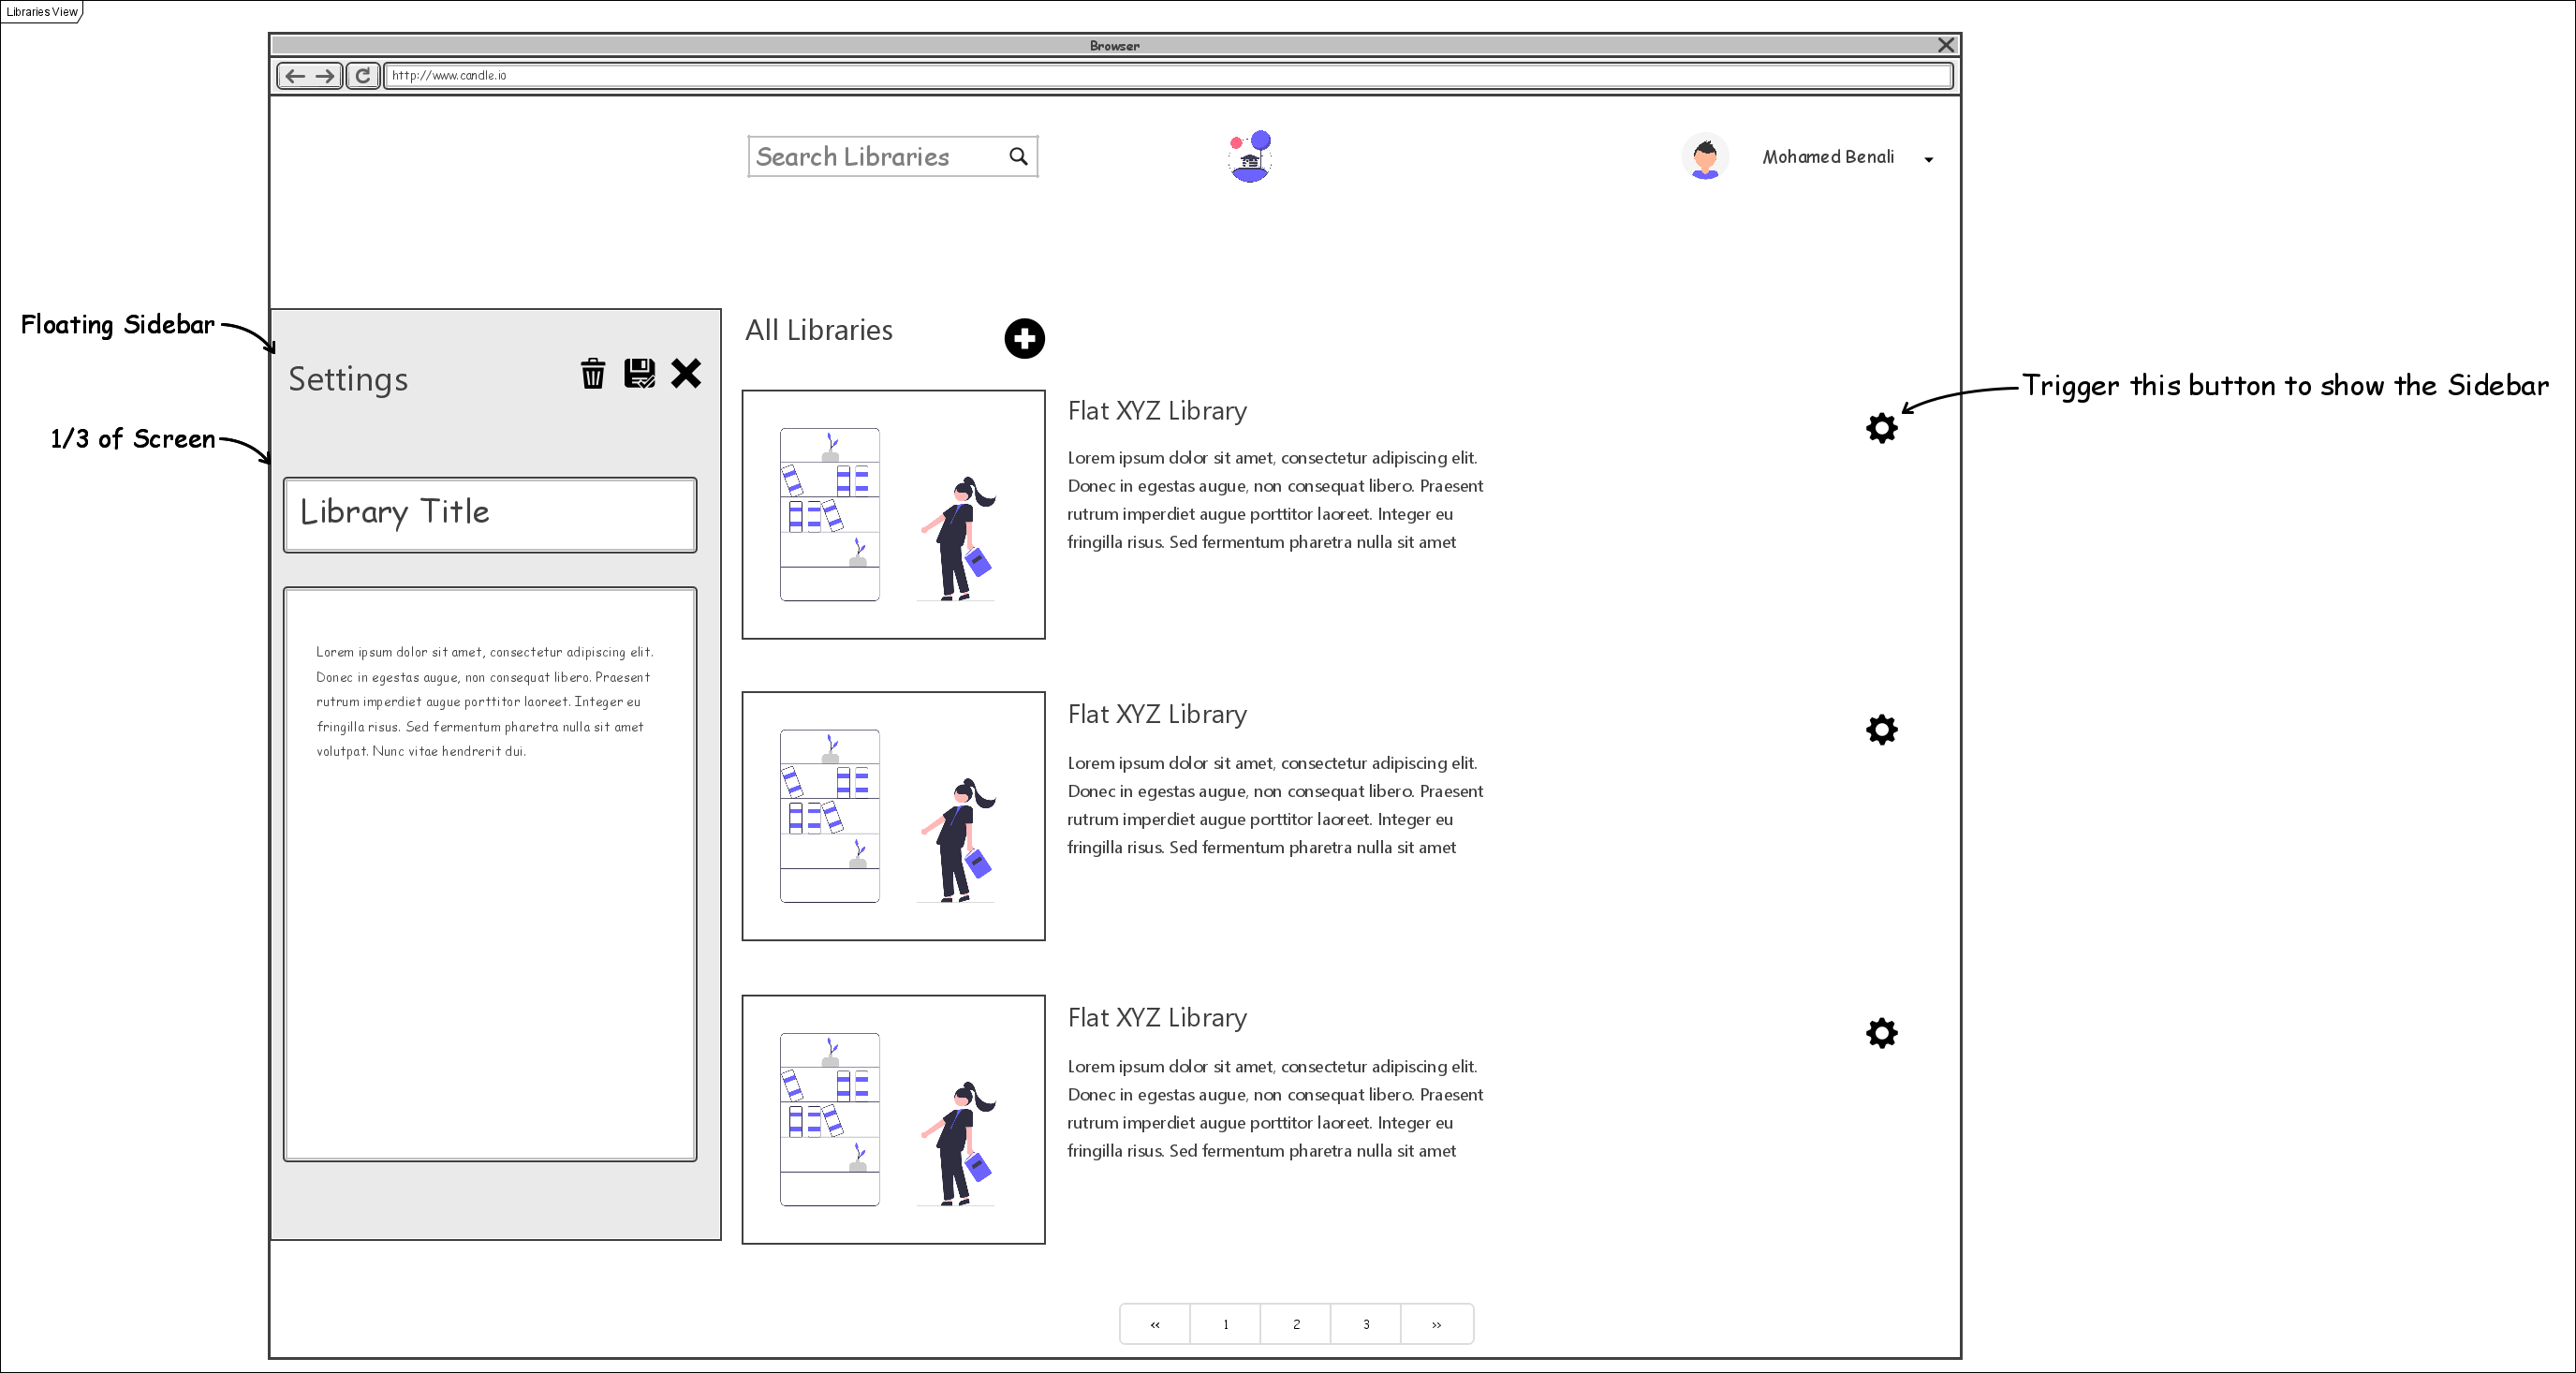 Libraries View
Browser
http://www.candle.io
Search Libraries
Mohamed Benali
Floating Sidebar
1/3 of Screen
Settings
Library Title
Lorem ipsum dolor sit amet, consectetur adipiscing elit.
Donec in egestas augue, non consequat libero. Praesent
rutrum imperdiet augue porttitor laoreet. Integer eu
fringilla risus. Sed fermentum pharetra nulla sit amet
volutpat. Nunc vitae hendrerit dui.
All Libraries
Trigger this button to show the Sidebar
Flat XYZ Library
Lorem ipsum dolor sit amet, consectetur adipiscing elit.
Donec in egestas augue, non consequat libero. Praesent
rutrum imperdiet augue porttitor laoreet. Integer eu
fringilla risus. Sed fermentum pharetra nulla sit amet
Flat XYZ Library
Lorem ipsum dolor sit amet, consectetur adipiscing elit.
Donec in egestas augue, non consequat libero. Praesent
rutrum imperdiet augue porttitor laoreet. Integer eu
fringilla risus. Sed fermentum pharetra nulla sit amet
Flat XYZ Library
Lorem ipsum dolor sit amet, consectetur adipiscing elit.
Donec in egestas augue, non consequat libero. Praesent
rutrum imperdiet augue porttitor laoreet. Integer eu
fringilla risus. Sed fermentum pharetra nulla sit amet
<< 1 2 3 >>